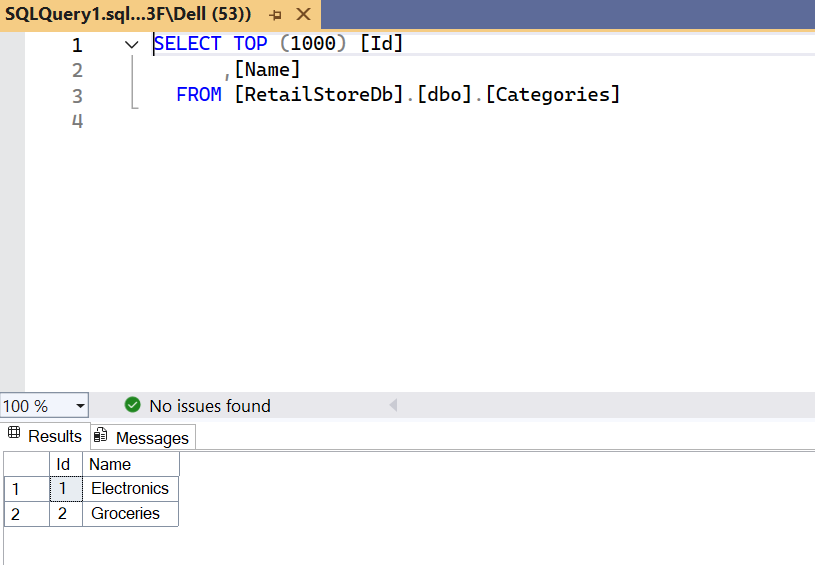 SQLQuery1.sql...3F\Dell (53))
1 SELECT TOP (1000) [Id]
2 ,[Name]
3 FROM [RetailStoreDb].[dbo].[Categories]
4
100 % No issues found
Results Messages
Id Name
1 1 Electronics
2 2 Groceries